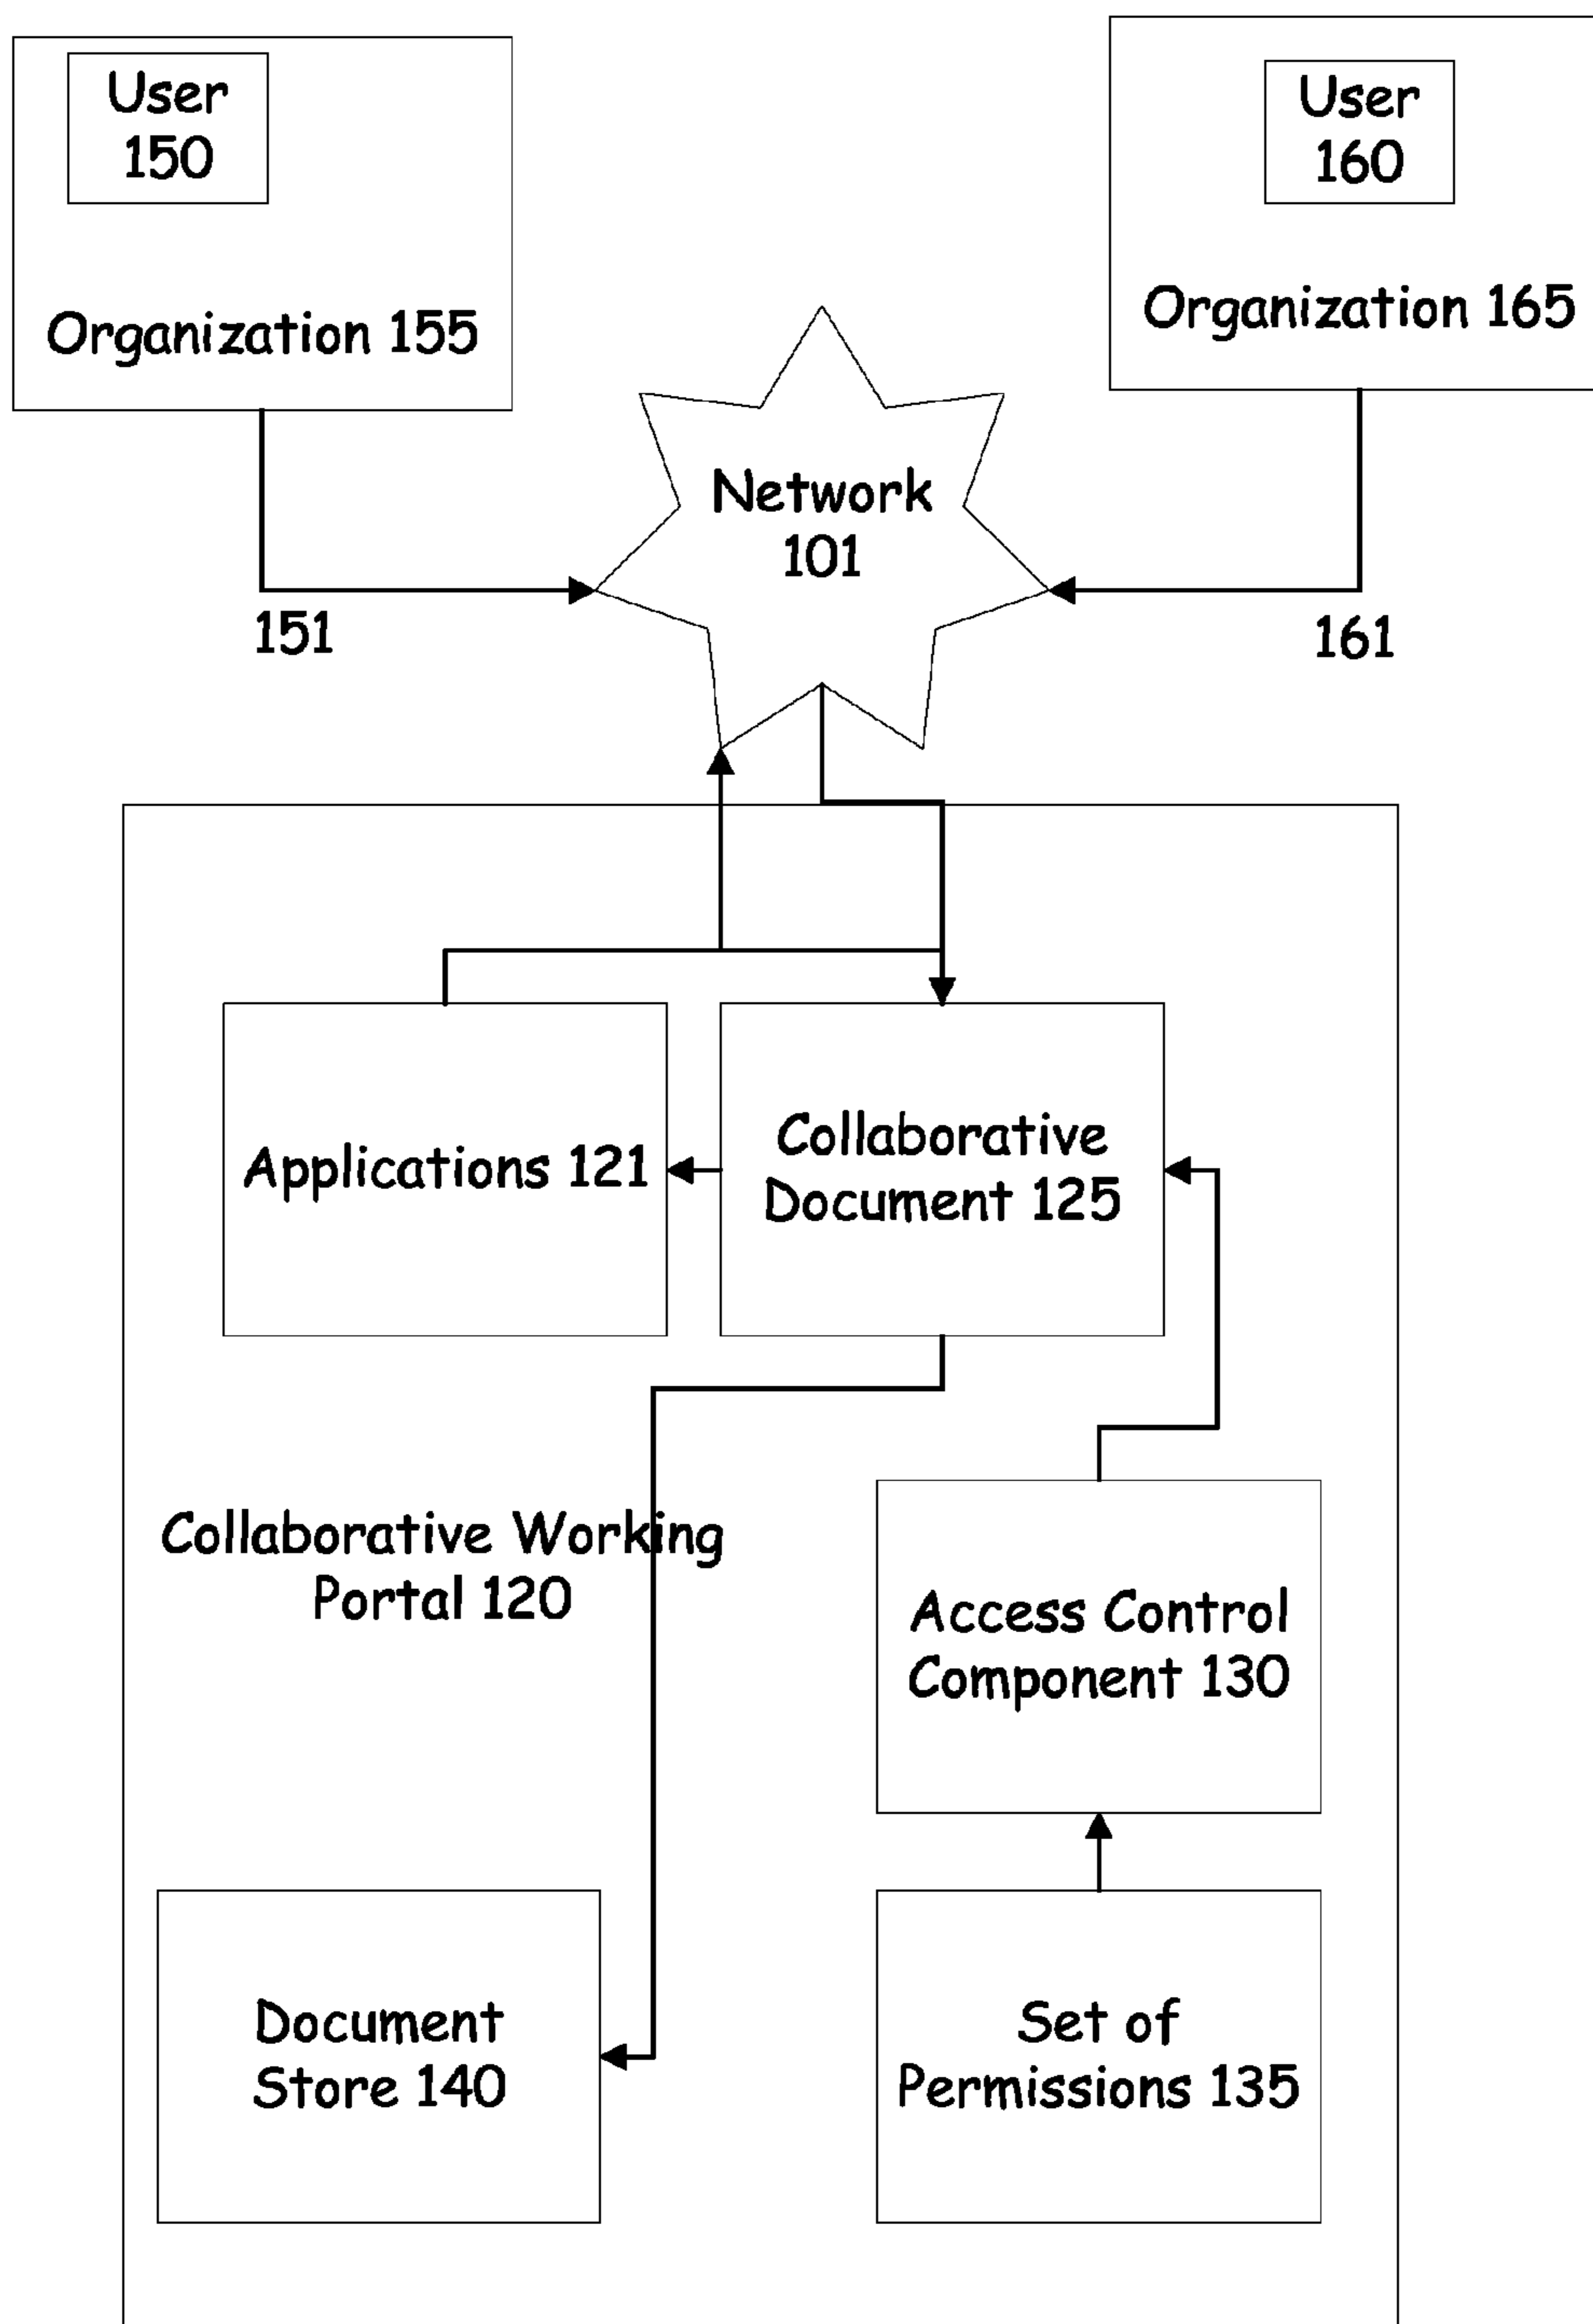 User
150
Organization 155
User
160
Organization 165
Network
101
151
161
Applications 121
Collaborative
Document 125
Collaborative Working
Portal 120
Access Control
Component 130
Document
Store 140
Set of
Permissions 135